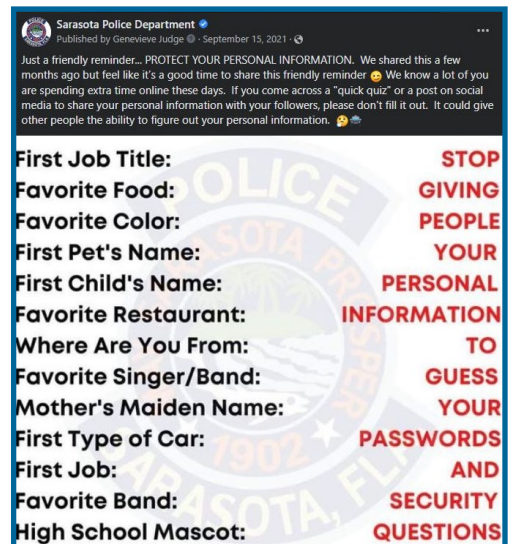 Sarasota Police Department
Published by Genevieve Judge · September 15, 2021 ·
Just a friendly reminder... PROTECT YOUR PERSONAL INFORMATION. We shared this a few
months ago but feel like it's a good time to share this friendly reminder 😉 We know a lot of you
are spending extra time online these days. If you come across a "quick quiz" or a post on social
media to share your personal information with your followers, please don't fill it out. It could give
other people the ability to figure out your personal information. 🤔
First Job Title: STOP
Favorite Food: GIVING
Favorite Color: PEOPLE
First Pet's Name: YOUR
First Child's Name: PERSONAL
Favorite Restaurant: INFORMATION
Where Are You From: TO
Favorite Singer/Band: GUESS
Mother's Maiden Name: YOUR
First Type of Car: PASSWORDS
First Job: AND
Favorite Band: SECURITY
High School Mascot: QUESTIONS
POLICE
SARASOTA PROSPER
1902
SARASOTA, FLA